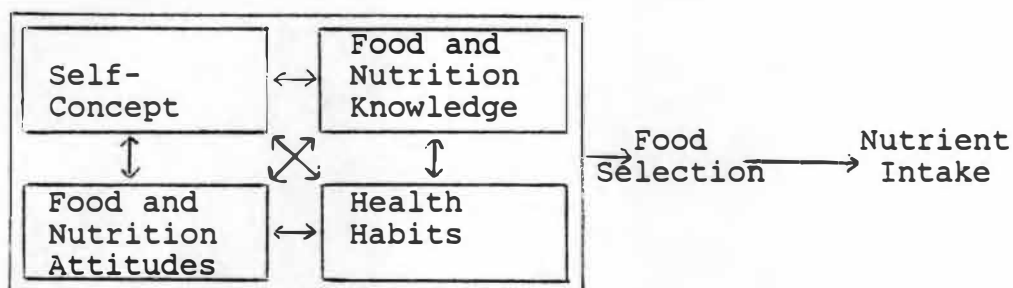 Self-
Concept
Food and
Nutrition
Knowledge
Food and
Nutrition
Attitudes
Health
Habits
Food
Selection
Nutrient
Intake